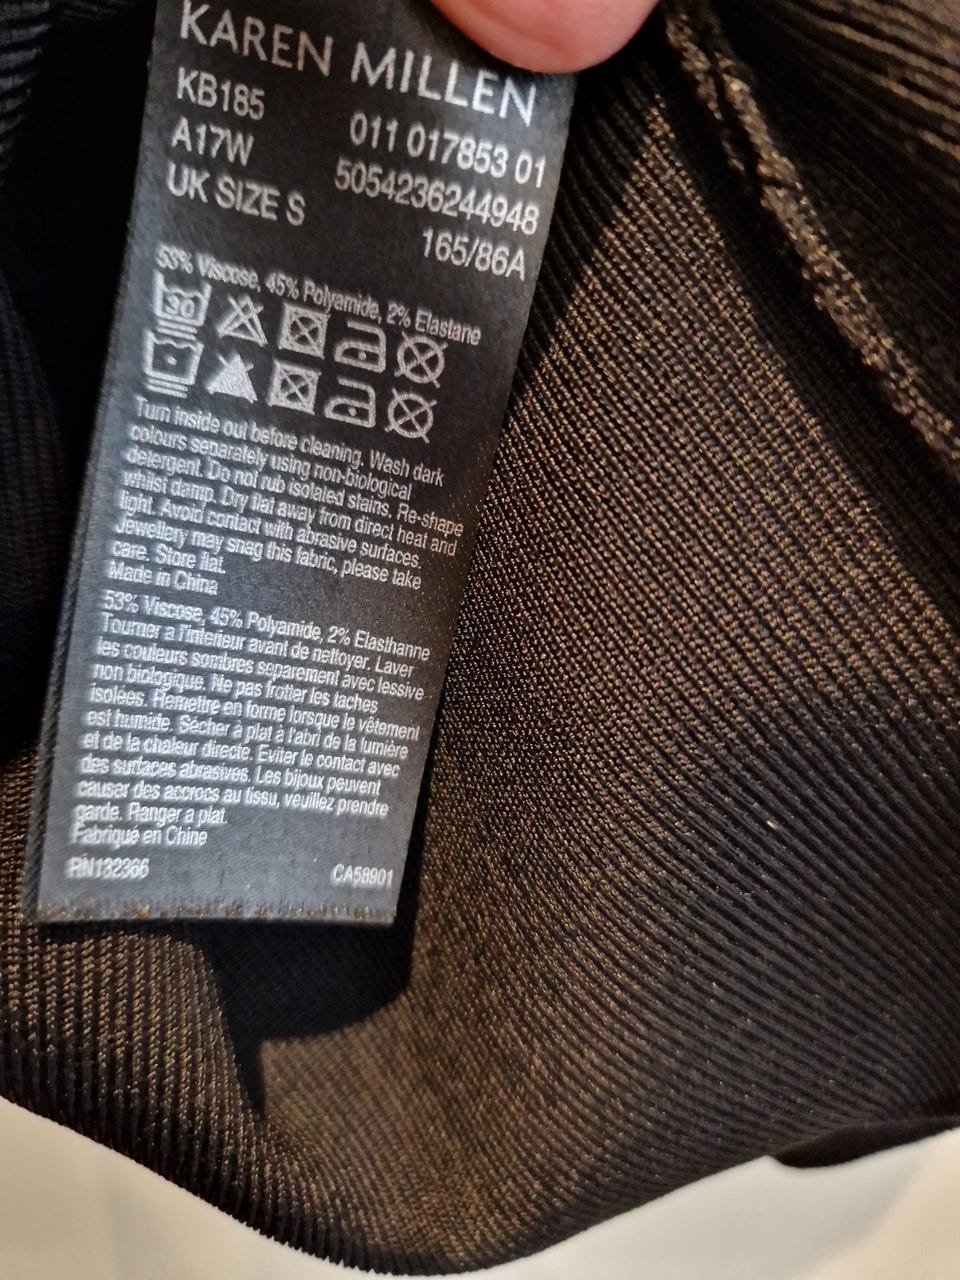 KAREN MILLEN
KB185 011 017853 01
A17W 5054236244948
UK SIZE S 165/86A
53% Viscose, 45% Polyamide, 2% Elastane
30
Turn inside out before cleaning. Wash dark
colours separately using non-biological
detergent. Do not rub isolated stains. Re-shape
whilst damp. Dry flat away from direct heat and
light. Avoid contact with abrasive surfaces.
Jewellery may snag this fabric, please take
care. Store flat.
Made in China
53% Viscose, 45% Polyamide, 2% Elasthanne
Tourner a l'interieur avant de nettoyer. Laver
les couleurs sombres separement avec lessive
non biologique. Ne pas frotter les taches
isolées. Remettre en forme lorsque le vêtement
est humide. Sécher à plat à l'abri de la lumière
et de la chaleur directe. Eviter le contact avec
des surfaces abrasives. Les bijoux peuvent
causer des accrocs au tissu, veuillez prendre
garde. Ranger a plat.
Fabriqué en Chine
RN132366 CA58901